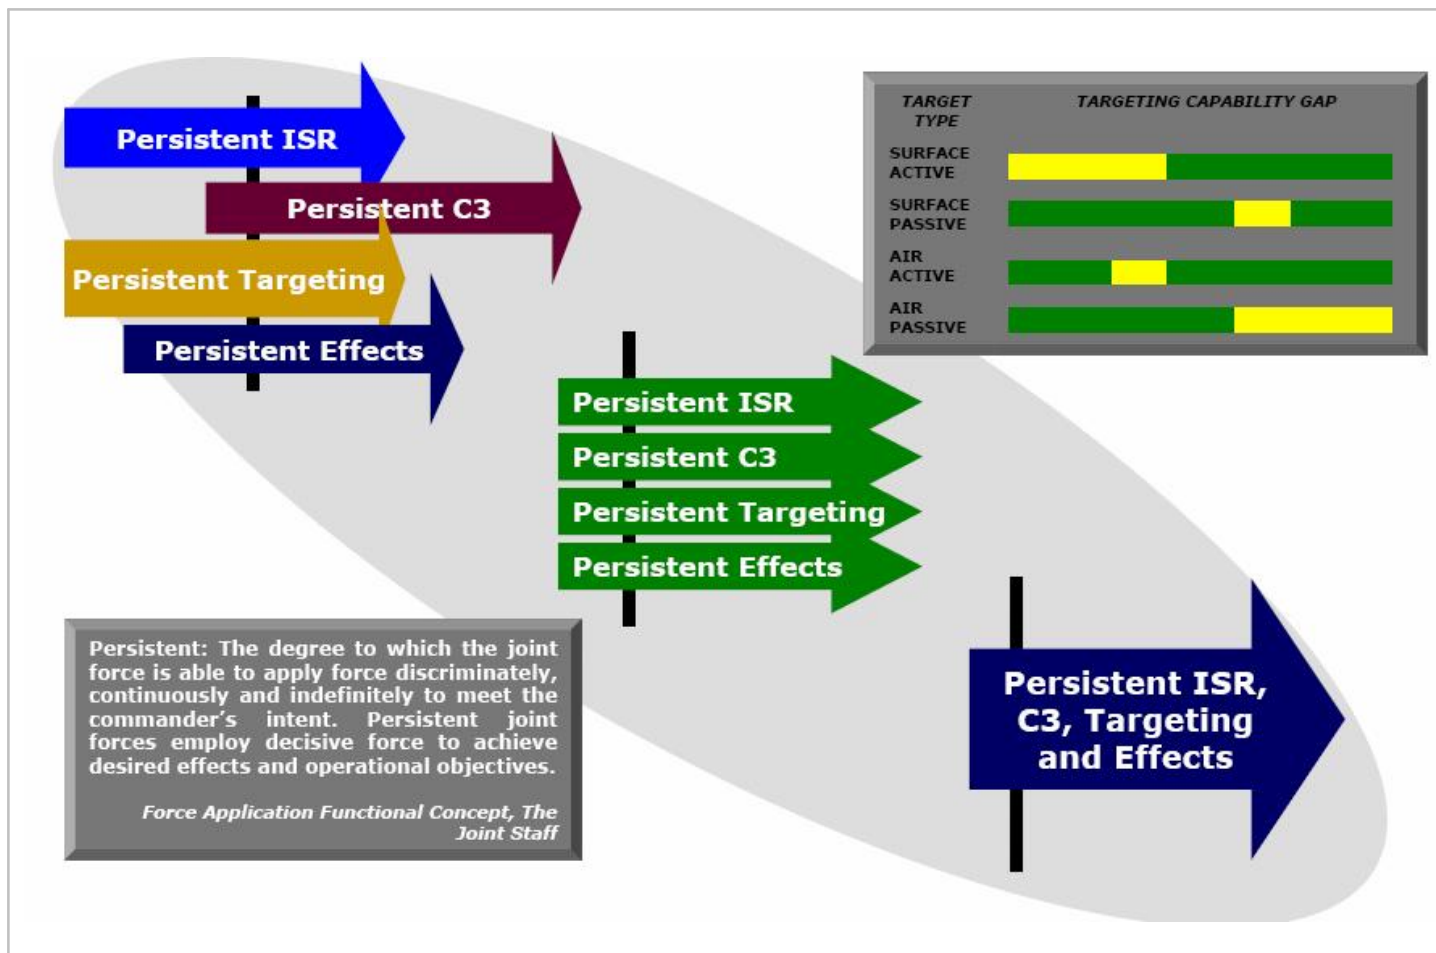 Persistent ISR
Persistent C3
Persistent Targeting
Persistent Effects
TARGET
TYPE
TARGETING CAPABILITY GAP
SURFACE
ACTIVE
SURFACE
PASSIVE
AIR
ACTIVE
AIR
PASSIVE
Persistent ISR
Persistent C3
Persistent Targeting
Persistent Effects
Persistent: The degree to which the joint
force is able to apply force discriminately,
continuously and indefinitely to meet the
commander’s intent. Persistent joint
forces employ decisive force to achieve
desired effects and operational objectives.
Force Application Functional Concept, The
Joint Staff
Persistent ISR,
C3, Targeting
and Effects